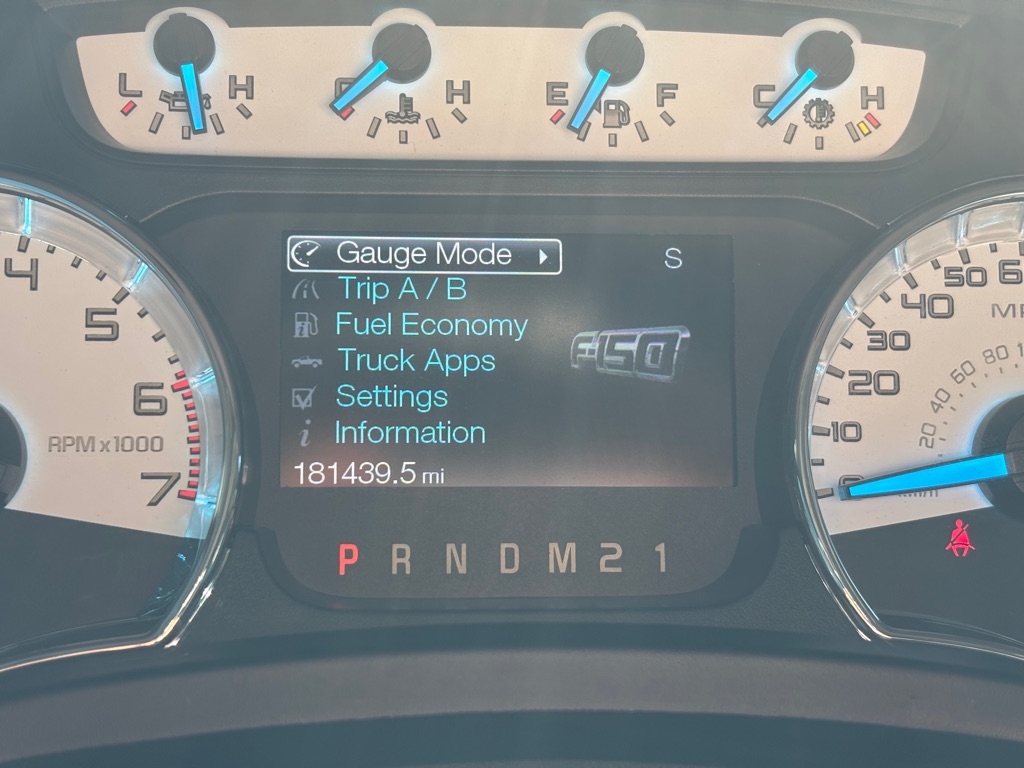 L H C H E F C H
Gauge Mode
S
Trip A / B
Fuel Economy
F-150
Truck Apps
Settings
Information
181439.5 mi
P R N D M 2 1
4
5
6
7
RPM x 1000
0
10
20
30
40
50
20
40
60
80